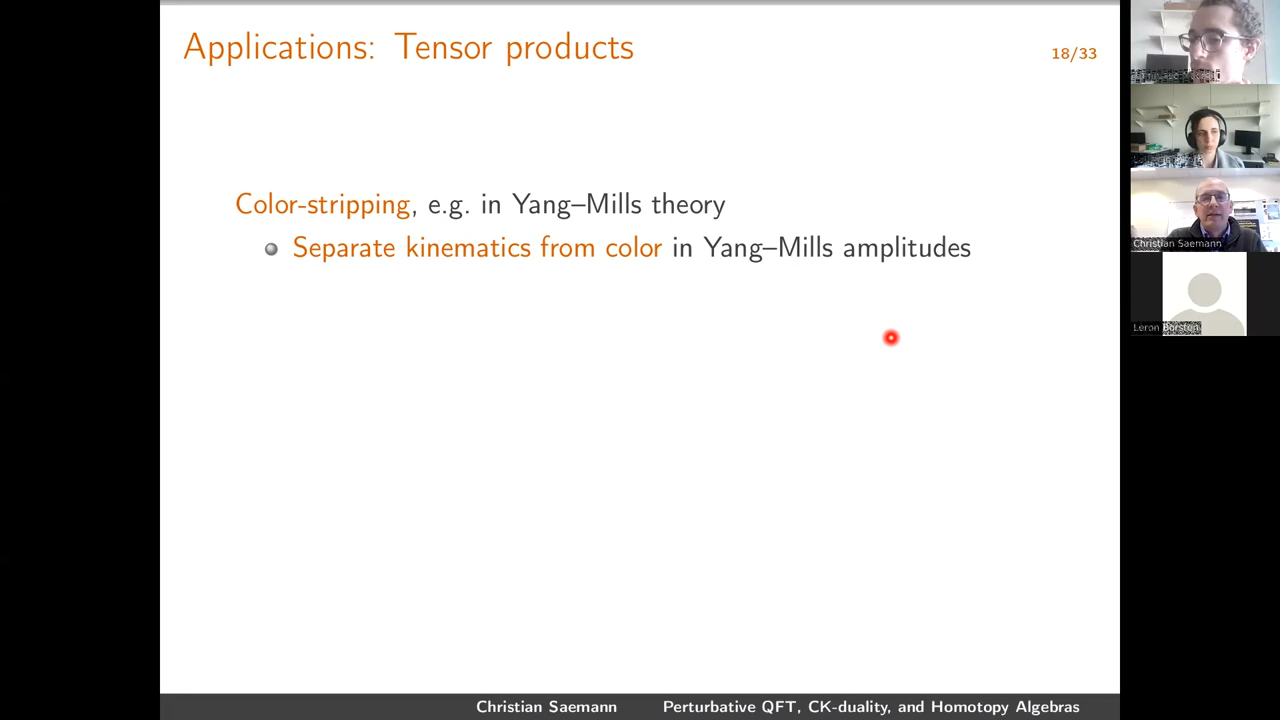 Applications: Tensor products
18/33
Color-stripping, e.g. in Yang–Mills theory
Separate kinematics from color in Yang–Mills amplitudes
Christian Saemann
Leron Borsten
Christian Saemann Perturbative QFT, CK-duality, and Homotopy Algebras